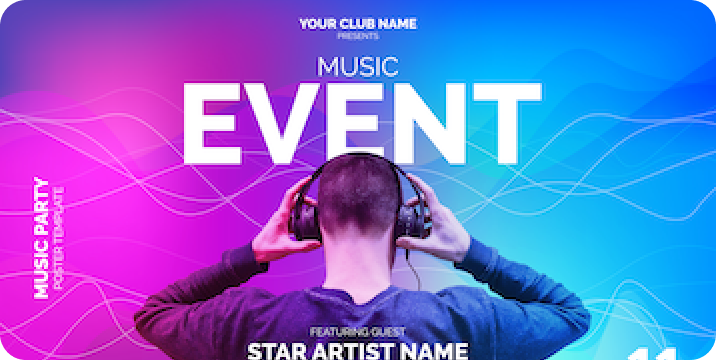 YOUR CLUB NAME
PRESENTS
MUSIC
EVENT
MUSIC PARTY
POSTER TEMPLATE
FEATURING GUEST
STAR ARTIST NAME